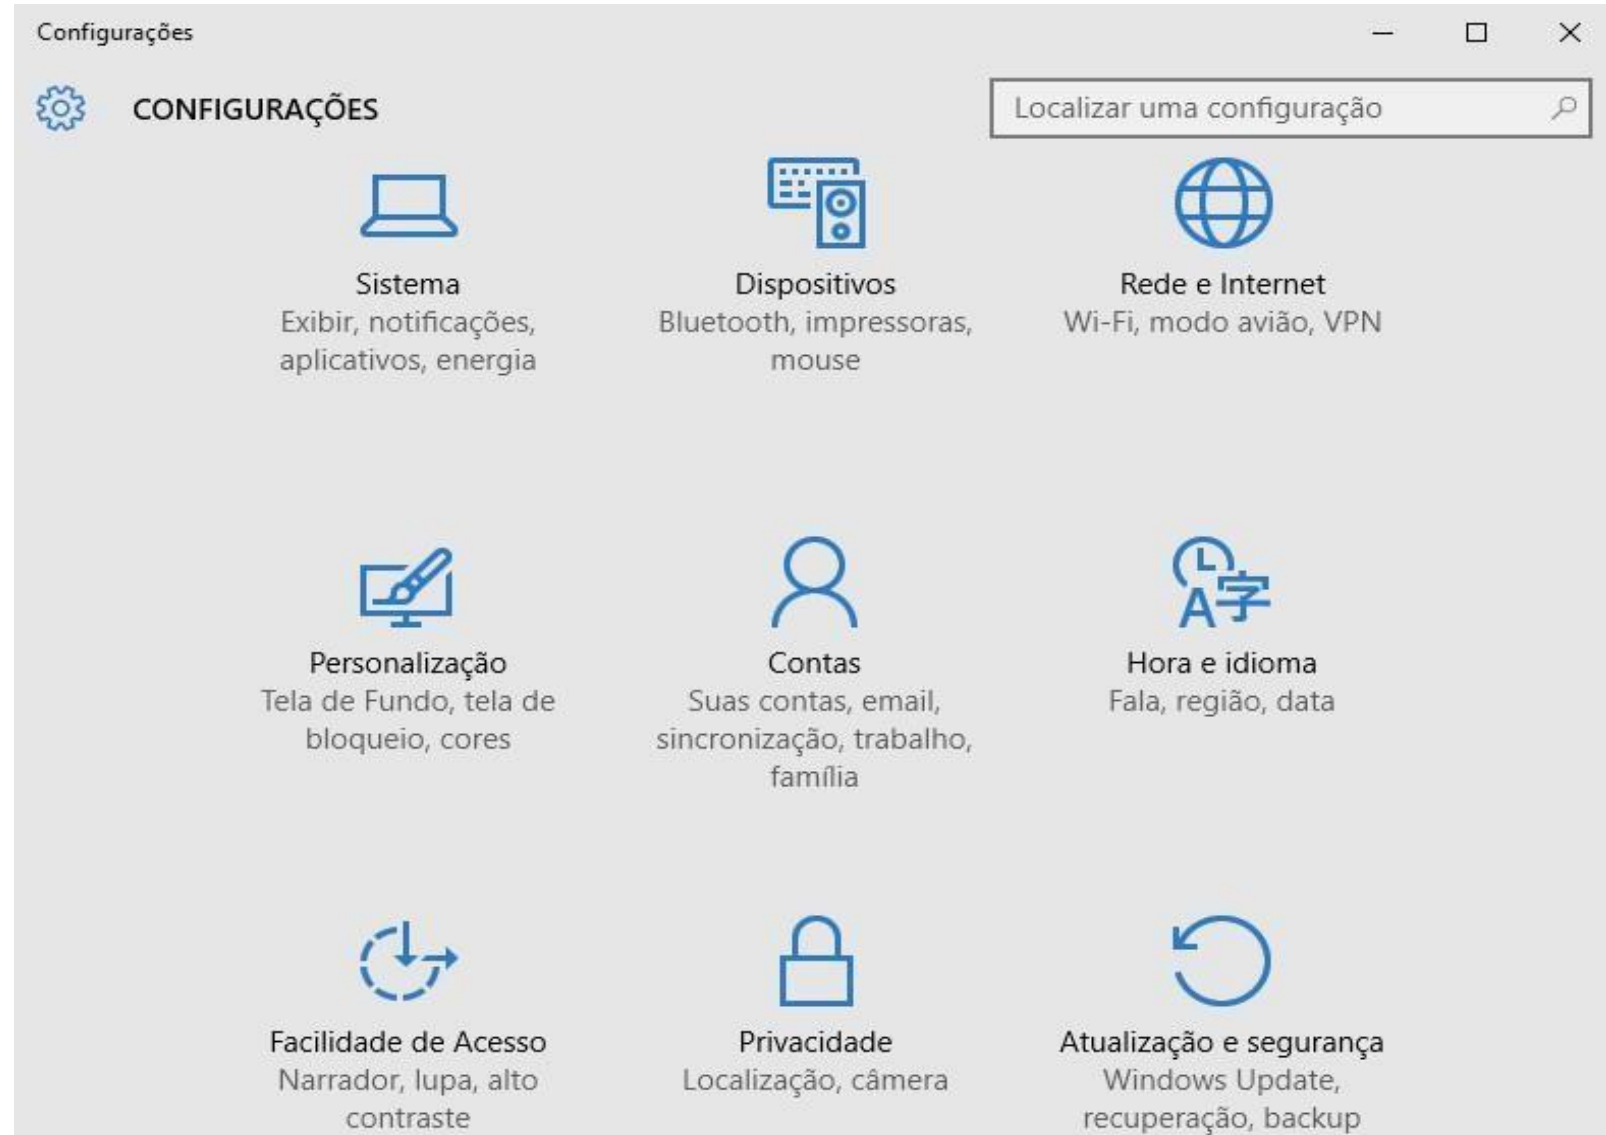 Configurações
CONFIGURAÇÕES
Localizar uma configuração
Sistema
Exibir, notificações,
aplicativos, energia
Dispositivos
Bluetooth, impressoras,
mouse
Rede e Internet
Wi-Fi, modo avião, VPN
Personalização
Tela de Fundo, tela de
bloqueio, cores
Contas
Suas contas, email,
sincronização, trabalho,
família
Hora e idioma
Fala, região, data
Facilidade de Acesso
Narrador, lupa, alto
contraste
Privacidade
Localização, câmera
Atualização e segurança
Windows Update,
recuperação, backup